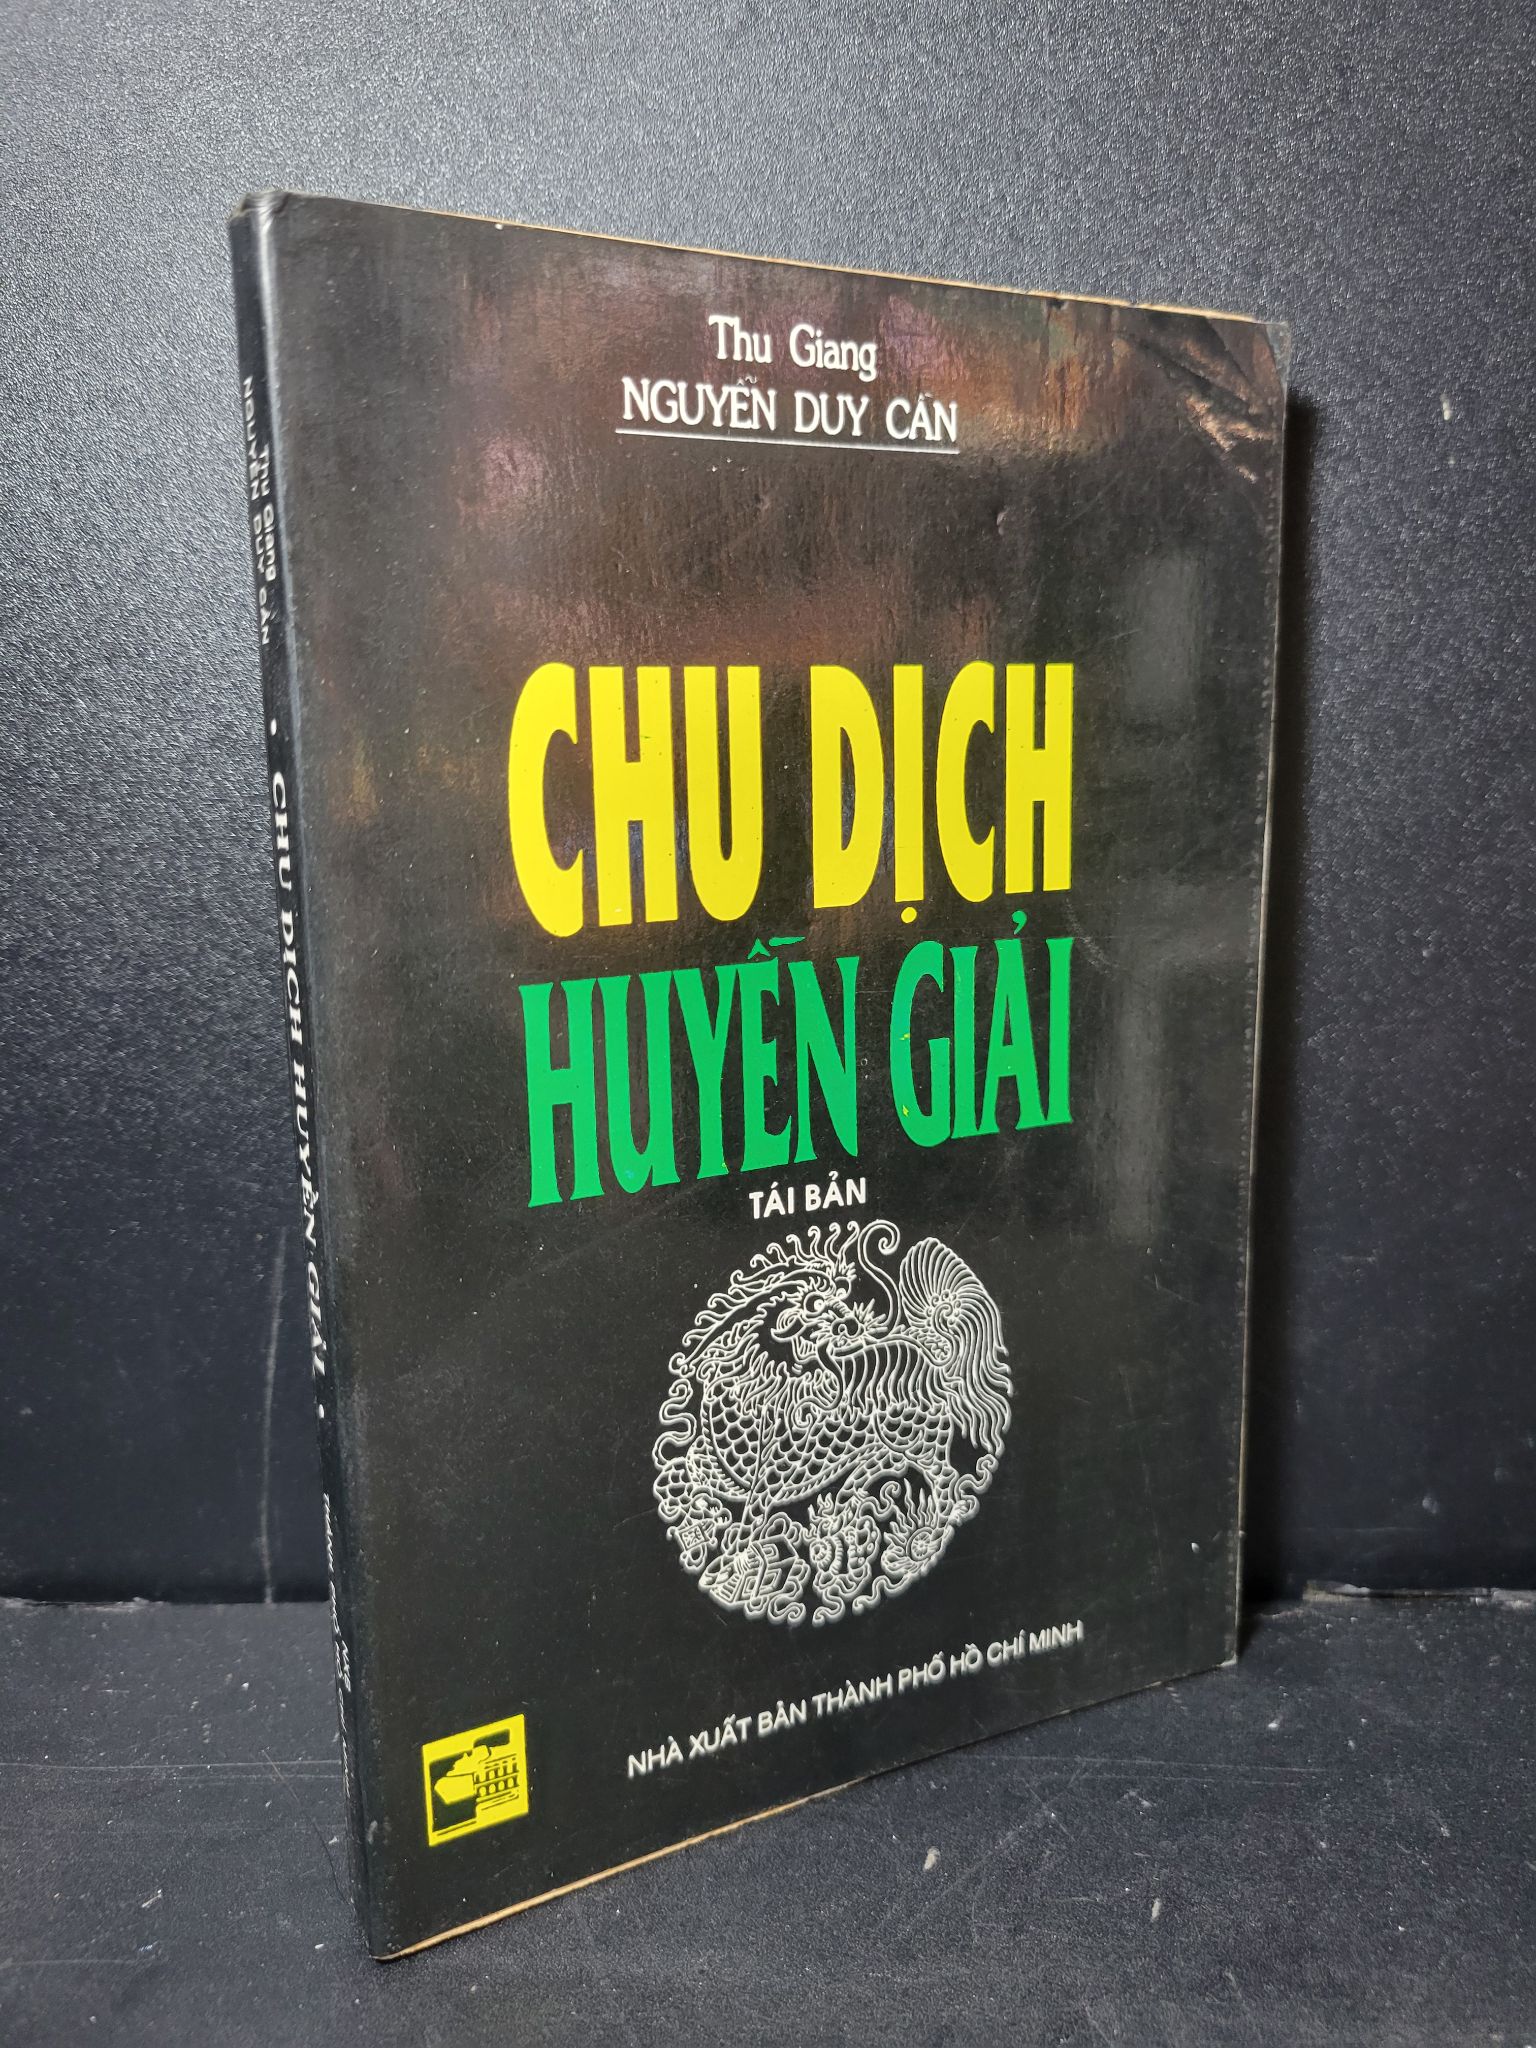 Thu Giang
NGUYỄN DUY CẦN
CHU DỊCH
HUYỀN GIẢI
TÁI BẢN
NHÀ XUẤT BẢN THÀNH PHỐ HỒ CHÍ MINH
Thu Giang
NGUYỄN DUY CẦN
• CHU DỊCH HUYỀN GIẢI •
NXB